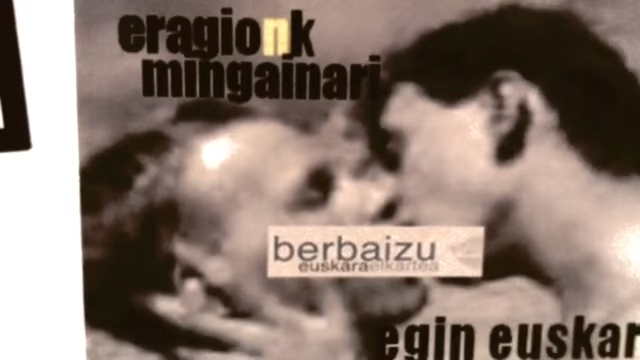 eragionk
mingainari
berbaizu
euskara elkartea
egin euskar